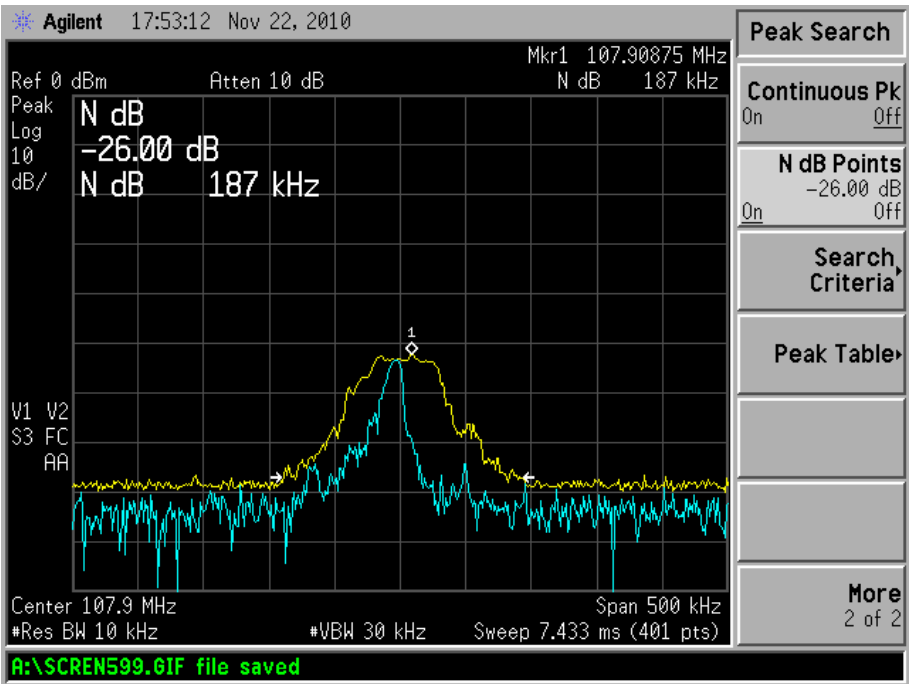 Agilent 17:53:12 Nov 22, 2010
Peak Search
Mkr1 107.90875 MHz
Ref 0 dBm Atten 10 dB N dB 187 kHz
Peak
Log
10
dB/
N dB
-26.00 dB
N dB 187 kHz
1
V1 V2
S3 FC
AA
Center 107.9 MHz Span 500 kHz
#Res BW 10 kHz #VBW 30 kHz Sweep 7.433 ms (401 pts)
A:\SCREN599.GIF file saved
Continuous Pk
On Off
N dB Points
-26.00 dB
On Off
Search
Criteria
Peak Table
More
2 of 2